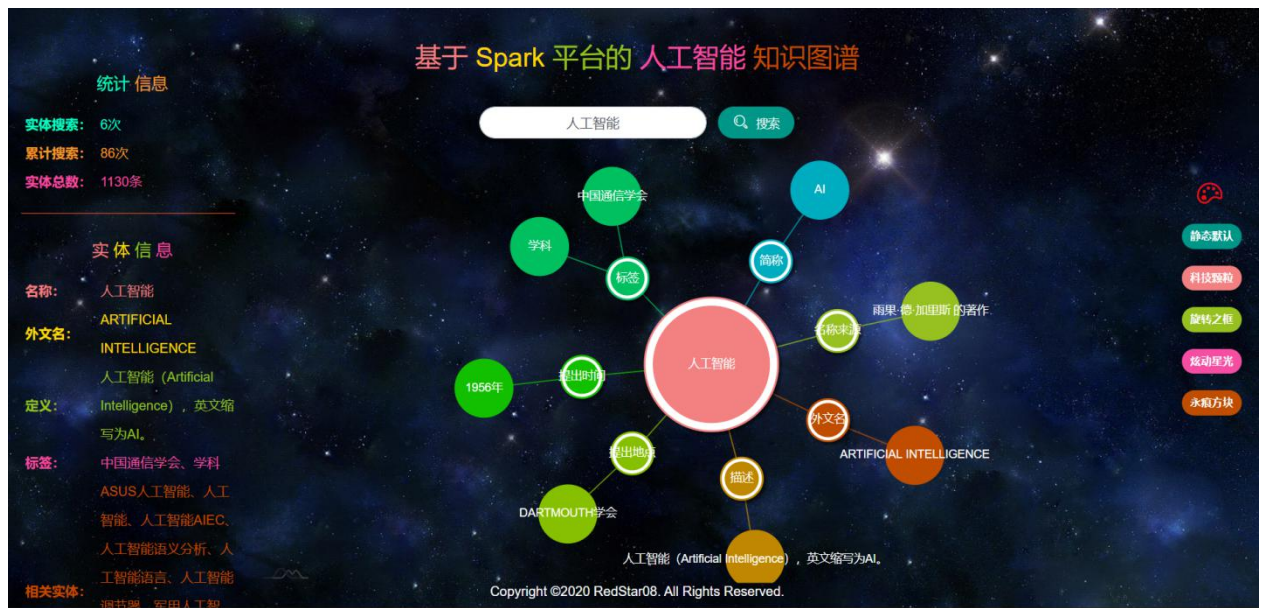 基于 Spark 平台的 人工智能 知识图谱
人工智能
搜索
统计 信息
实体搜索： 6次
累计搜索： 86次
实体总数： 1130条
实 体 信 息
名称： 人工智能
外文名： ARTIFICIAL
INTELLIGENCE
定义： 人工智能（Artificial
Intelligence），英文缩
写为AI。
标签： 中国通信学会、学科
相关实体： ASUS人工智能、人工
智能、人工智能AIEC、
人工智能语义分析、人
工智能语言、人工智能
调节器、军用人工智
中国通信学会
学科
标签
AI
简称
雨果·德·加里斯 的著作
名称来源
人工智能
提出时间
1956年
外文名
ARTIFICIAL INTELLIGENCE
提出地点
DARTMOUTH学会
描述
人工智能（Artificial Intelligence），英文缩写为AI。
静态默认
科技颗粒
旋转之框
炫动星光
永痕方块
Copyright ©2020 RedStar08. All Rights Reserved.